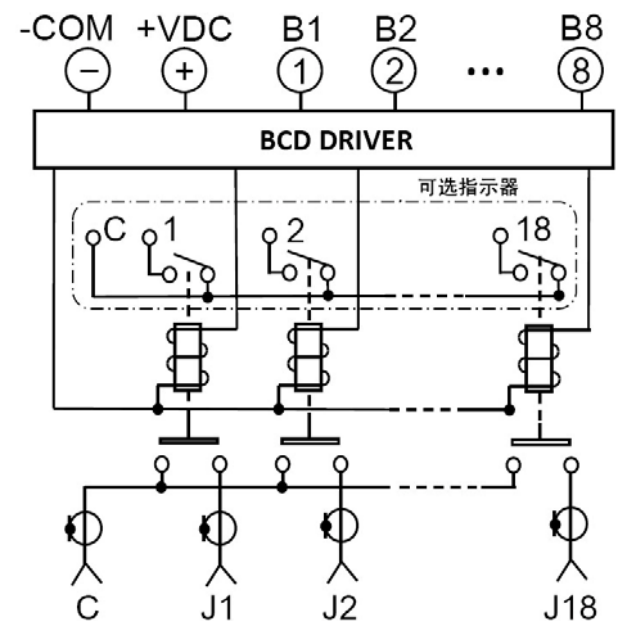 -COM +VDC B1 B2 B8
− + 1 2 ••• 8
BCD DRIVER
可选指示器
C 1 2 18
C J1 J2 J18